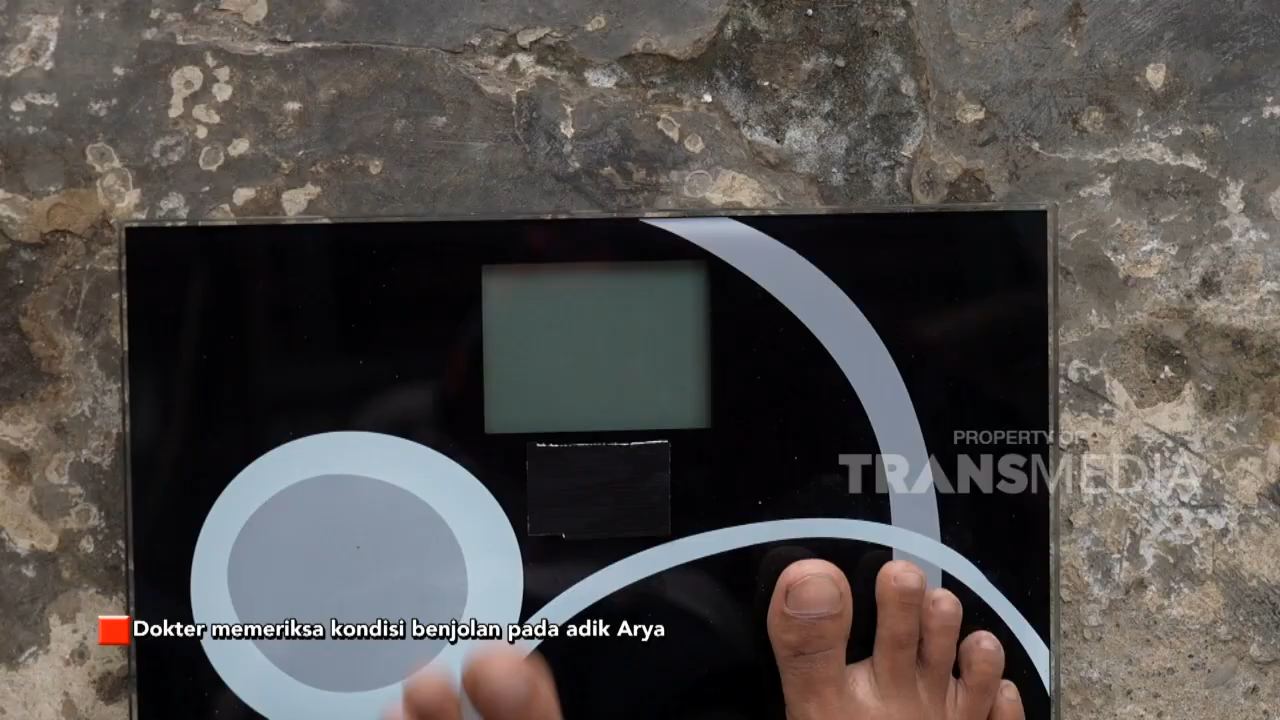 PROPERTY OF
TRANSMEDIA
Dokter memeriksa kondisi benjolan pada adik Arya